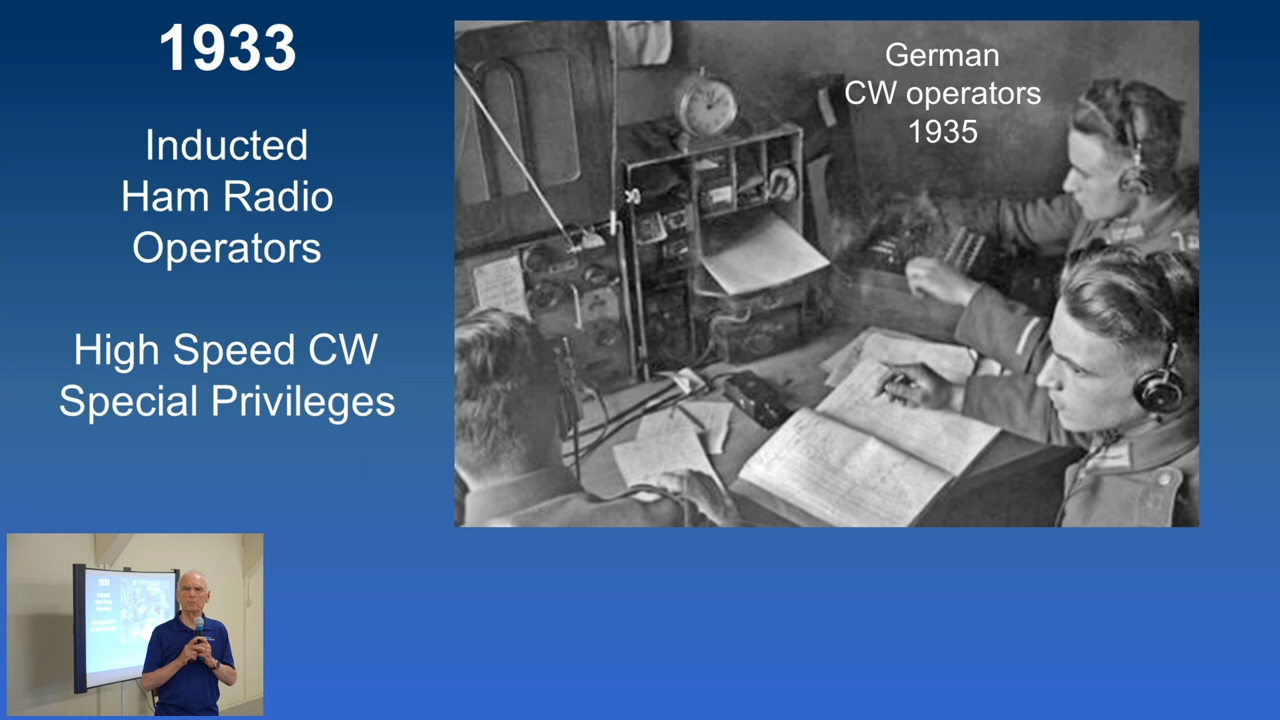 1933
Inducted
Ham Radio
Operators
High Speed CW
Special Privileges
German
CW operators
1935